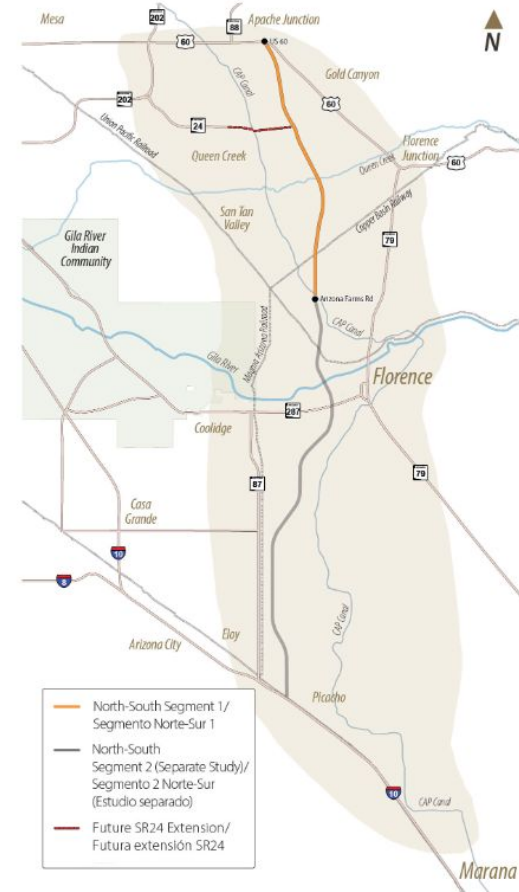 Mesa
Apache Junction
202
88
60
US 60
N
CAP Canal
Gold Canyon
202
60
24
Union Pacific Railroad
Queen Creek
Florence
Junction
60
Queen Creek
San Tan
Valley
Copper Basin Railway
Gila River
Indian
Community
79
Arizona Farms Rd
Magma Arizona Railroad
CAP Canal
Gila River
Florence
287
Coolidge
79
87
Casa
Grande
10
8
CAP Canal
Arizona City
Eloy
Picacho
North-South Segment 1/
Segmento Norte-Sur 1
North-South
Segment 2 (Separate Study)/
Segmento 2 Norte-Sur
(Estudio separado)
Future SR24 Extension/
Futura extensión SR24
10
CAP Canal
Marana